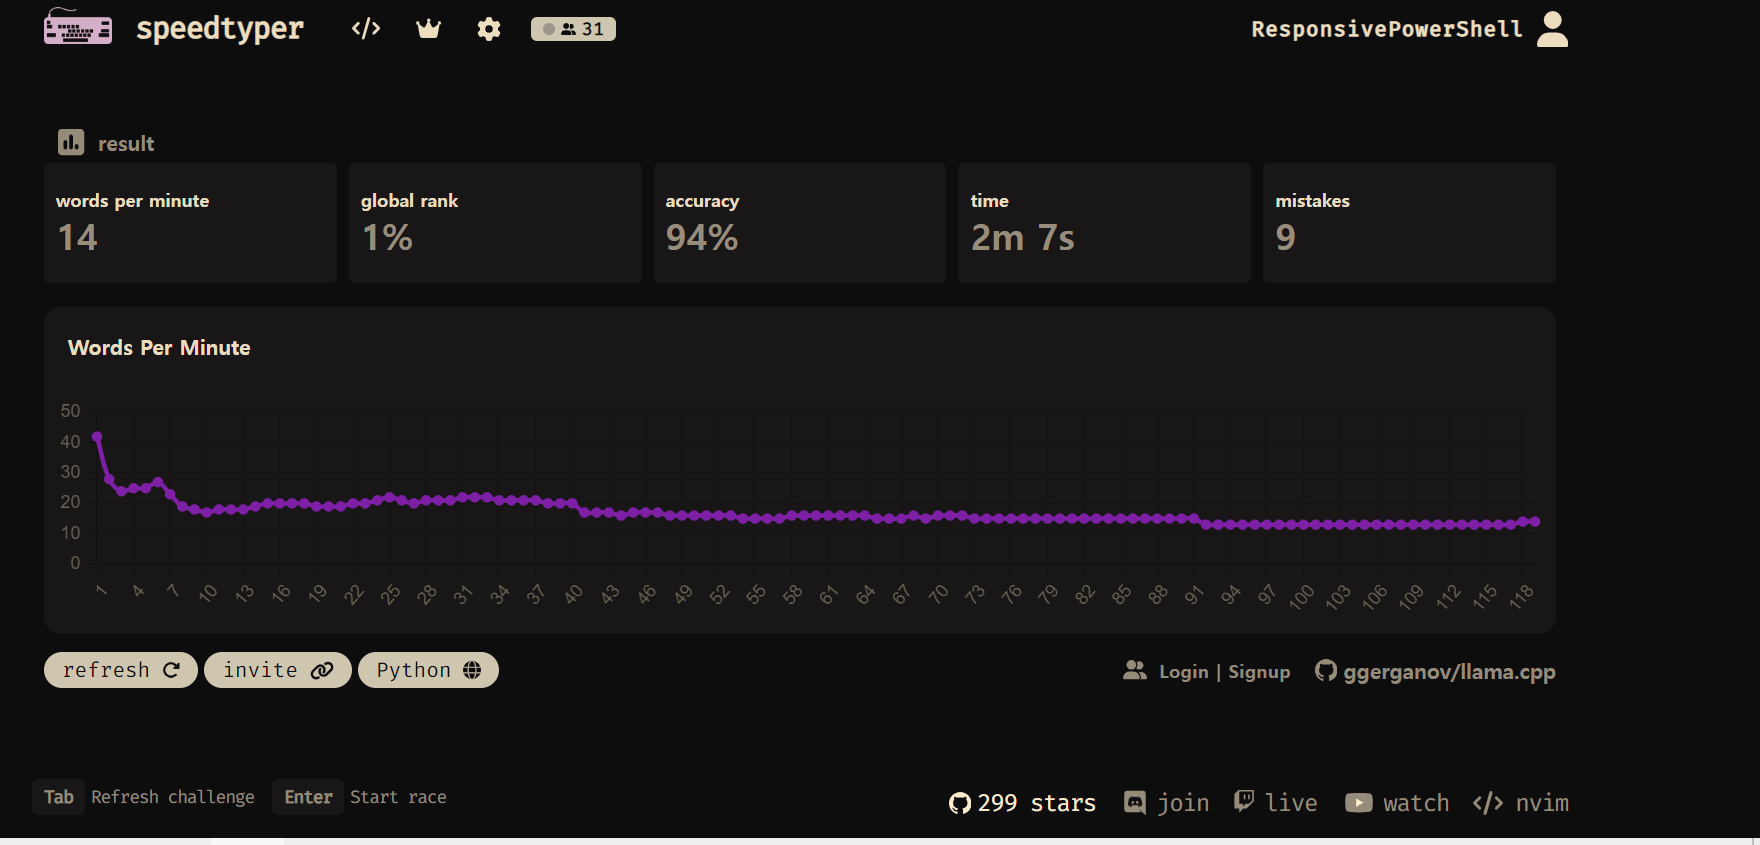 speedtyper </> 31 ResponsivePowerShell
result
words per minute global rank accuracy time mistakes
14 1% 94% 2m 7s 9
Words Per Minute
50
40
30
20
10
0
1 4 7 10 13 16 19 22 25 28 31 34 37 40 43 46 49 52 55 58 61 64 67 70 73 76 79 82 85 88 91 94 97 100 103 106 109 112 115 118
refresh invite Python Login | Signup ggerganov/llama.cpp
Tab Refresh challenge Enter Start race 299 stars join live watch </> nvim